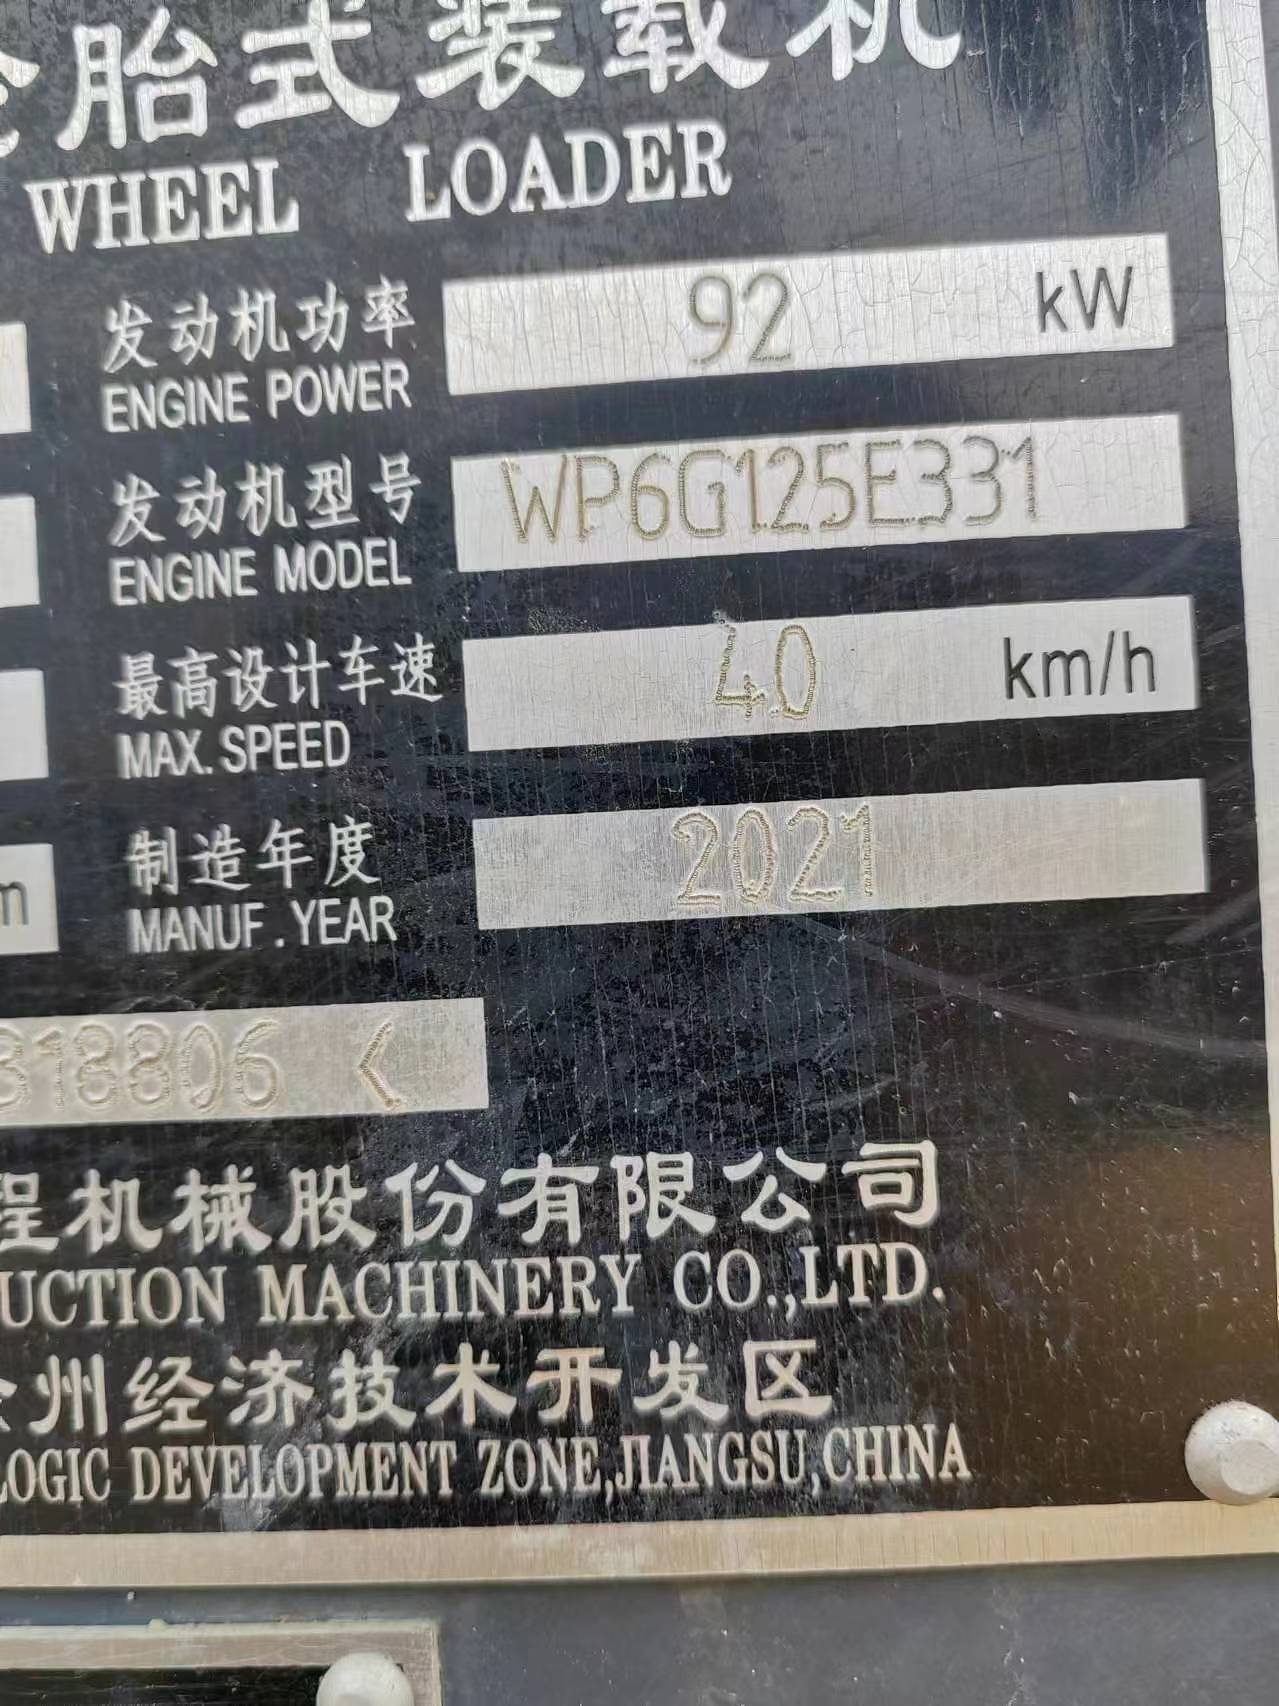 胎式装载机
WHEEL LOADER
发动机功率 92 kW
ENGINE POWER
发动机型号 WP6G125E331
ENGINE MODEL
最高设计车速 40 km/h
MAX. SPEED
制造年度 2021
m
MANUF.YEAR
318806 <
程机械股份有限公司
UCTION MACHINERY CO.,LTD.
州经济技术开发区
LOGIC DEVELOPMENT ZONE,JIANGSU,CHINA